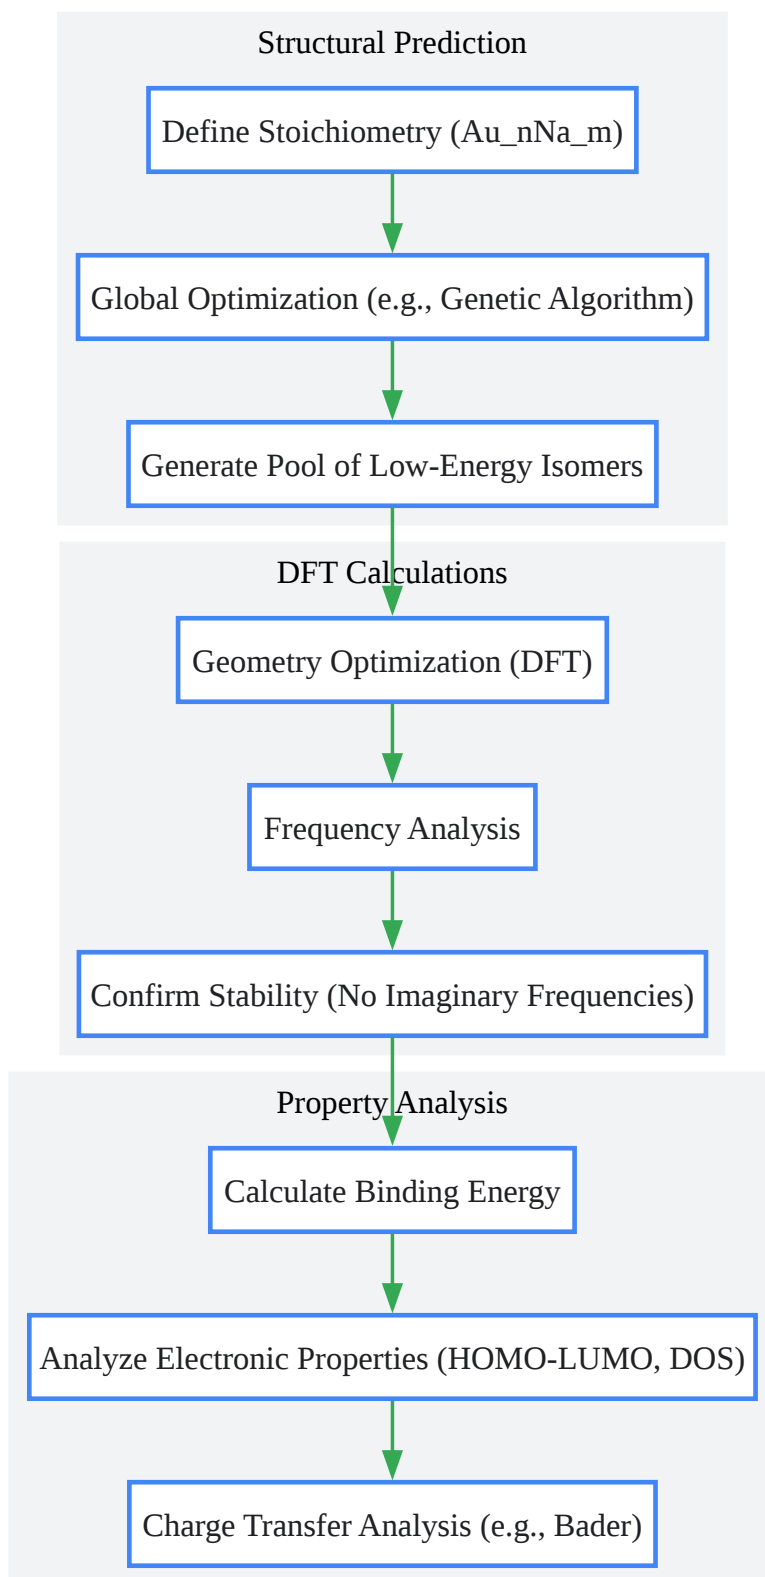 Structural Prediction
Define Stoichiometry (Au_nNa_m)
Global Optimization (e.g., Genetic Algorithm)
Generate Pool of Low-Energy Isomers
DFT Calculations
Geometry Optimization (DFT)
Frequency Analysis
Confirm Stability (No Imaginary Frequencies)
Property Analysis
Calculate Binding Energy
Analyze Electronic Properties (HOMO-LUMO, DOS)
Charge Transfer Analysis (e.g., Bader)